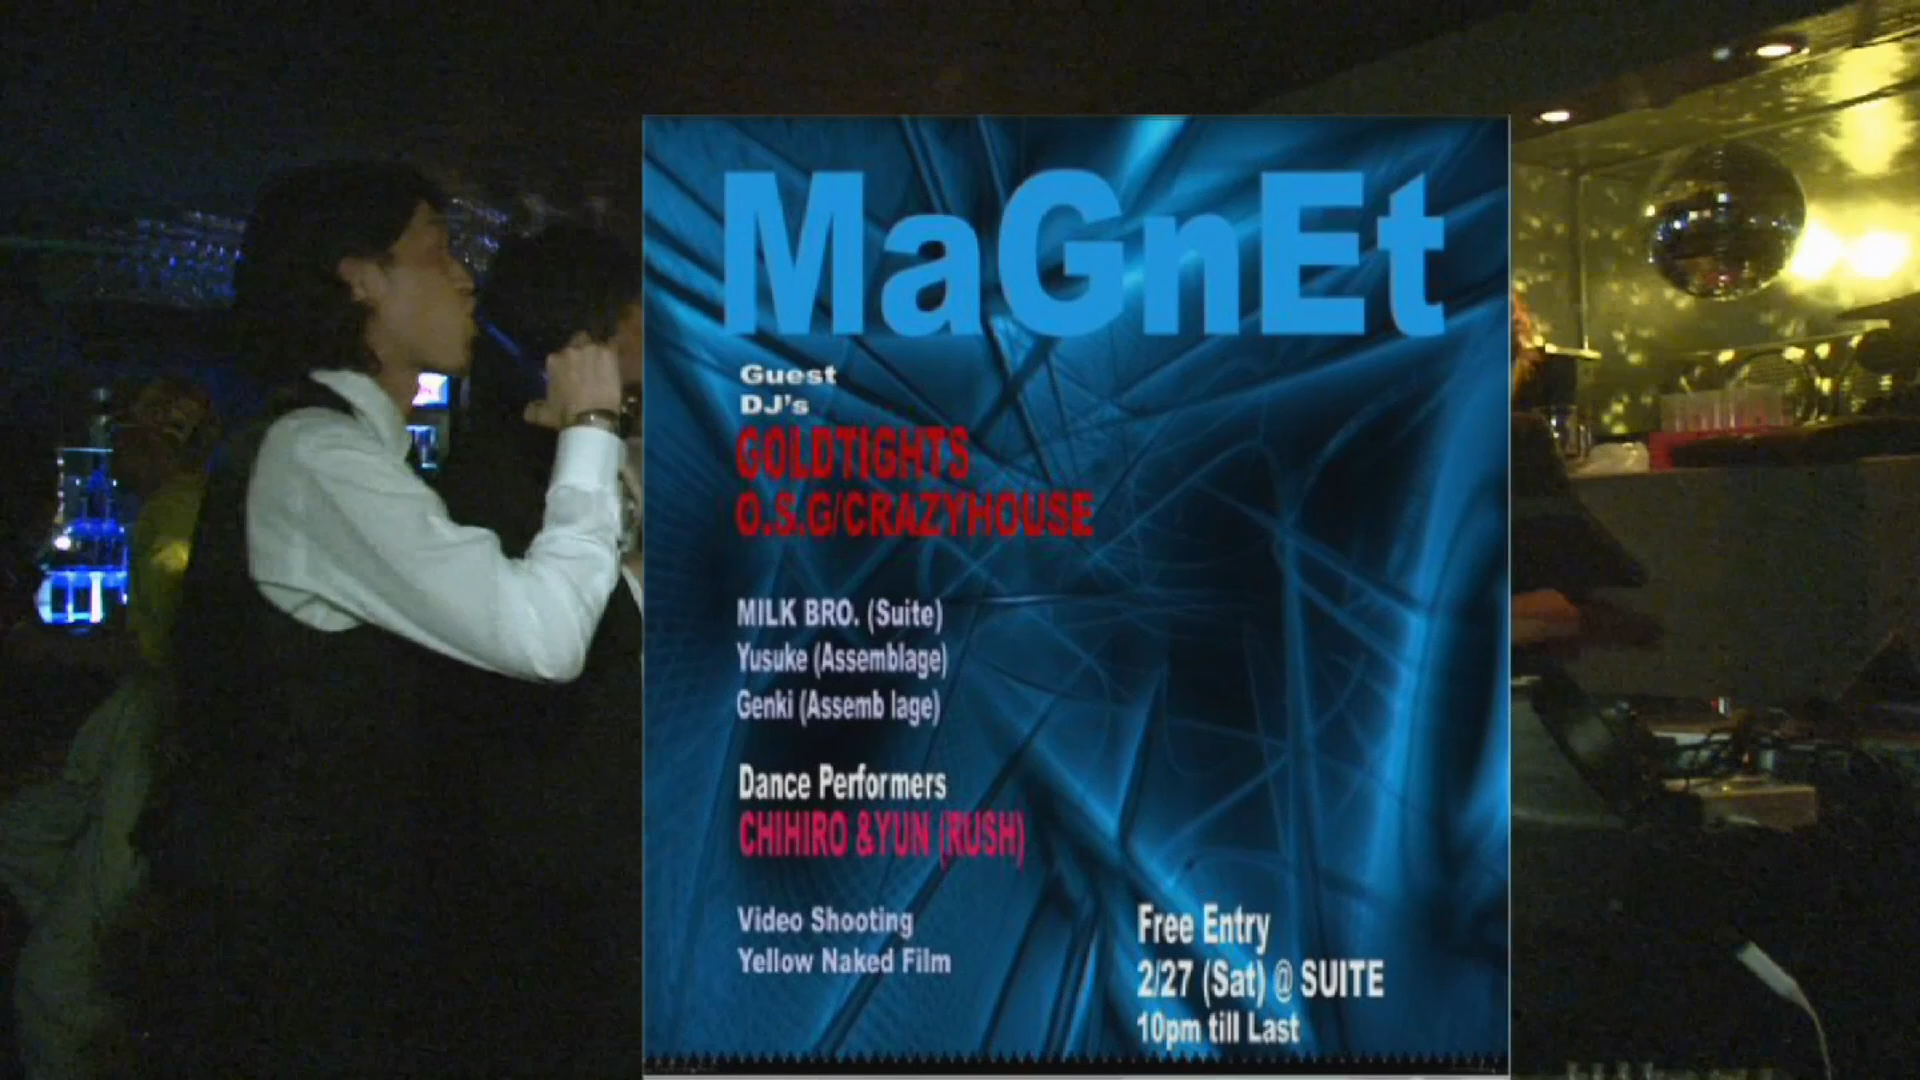 MaGnEt
Guest
DJ's
GOLDTIGHTS
O.S.G/CRAZYHOUSE
MILK BRO. (Suite)
Yusuke (Assemblage)
Genki (Assemb lage)
Dance Performers
CHIHIRO &YUN (RUSH)
Video Shooting
Yellow Naked Film
Free Entry
2/27 (Sat) @ SUITE
10pm till Last